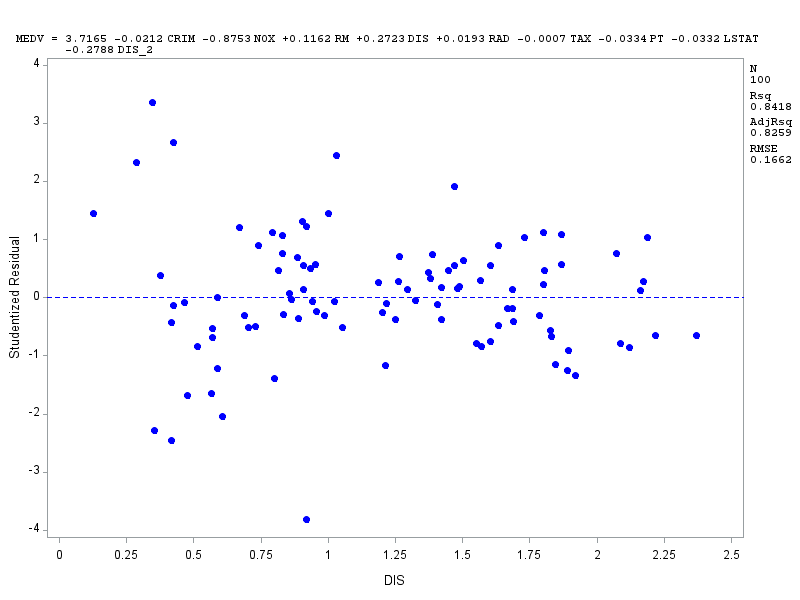 MEDV = 3.7165 -0.0212 CRIM -0.8753 NOX +0.1162 RM +0.2723 DIS +0.0193 RAD -0.0007 TAX -0.0334 PT -0.0332 LSTAT
-0.2788 DIS_2
N
100
Rsq
0.8418
AdjRsq
0.8259
RMSE
0.1662
4
3
2
1
0
-1
-2
-3
-4
Studentized Residual
0 0.25 0.5 0.75 1 1.25 1.5 1.75 2 2.25 2.5
DIS